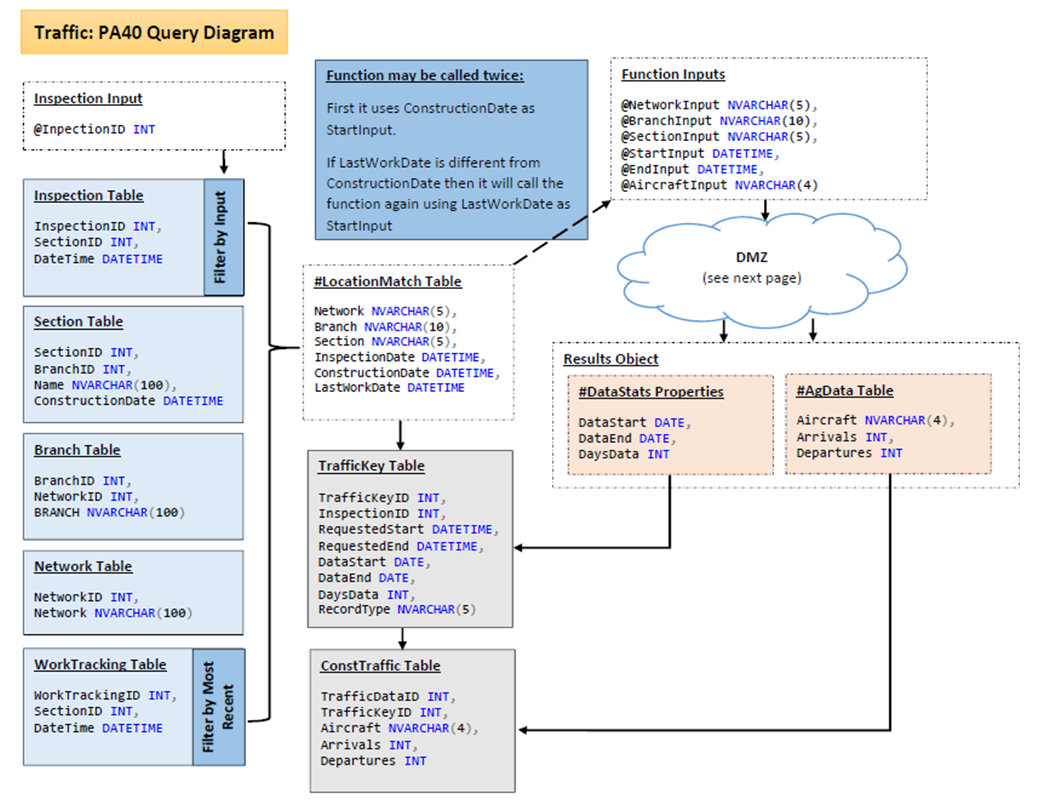 Traffic: PA40 Query Diagram
Inspection Input
@InpectionID INT
Inspection Table
InspectionID INT,
SectionID INT,
DateTime DATETIME
Filter by Input
Section Table
SectionID INT,
BranchID INT,
Name NVARCHAR(100),
ConstructionDate DATETIME
Branch Table
BranchID INT,
NetworkID INT,
BRANCH NVARCHAR(100)
Network Table
NetworkID INT,
Network NVARCHAR(100)
WorkTracking Table
WorkTrackingID INT,
SectionID INT,
DateTime DATETIME
Filter by Most
Recent
Function may be called twice:
First it uses ConstructionDate as
StartInput.
If LastWorkDate is different from
ConstructionDate then it will call the
function again using LastWorkDate as
StartInput
#LocationMatch Table
Network NVARCHAR(5),
Branch NVARCHAR(10),
Section NVARCHAR(5),
InspectionDate DATETIME,
ConstructionDate DATETIME,
LastWorkDate DATETIME
TrafficKey Table
TrafficKeyID INT,
InspectionID INT,
RequestedStart DATETIME,
RequestedEnd DATETIME,
DataStart DATE,
DataEnd DATE,
DaysData INT,
RecordType NVARCHAR(5)
ConstTraffic Table
TrafficDataID INT,
TrafficKeyID INT,
Aircraft NVARCHAR(4),
Arrivals INT,
Departures INT
Function Inputs
@NetworkInput NVARCHAR(5),
@BranchInput NVARCHAR(10),
@SectionInput NVARCHAR(5),
@StartInput DATETIME,
@EndInput DATETIME,
@AircraftInput NVARCHAR(4)
DMZ
(see next page)
Results Object
#DataStats Properties
DataStart DATE,
DataEnd DATE,
DaysData INT
#AgData Table
Aircraft NVARCHAR(4),
Arrivals INT,
Departures INT